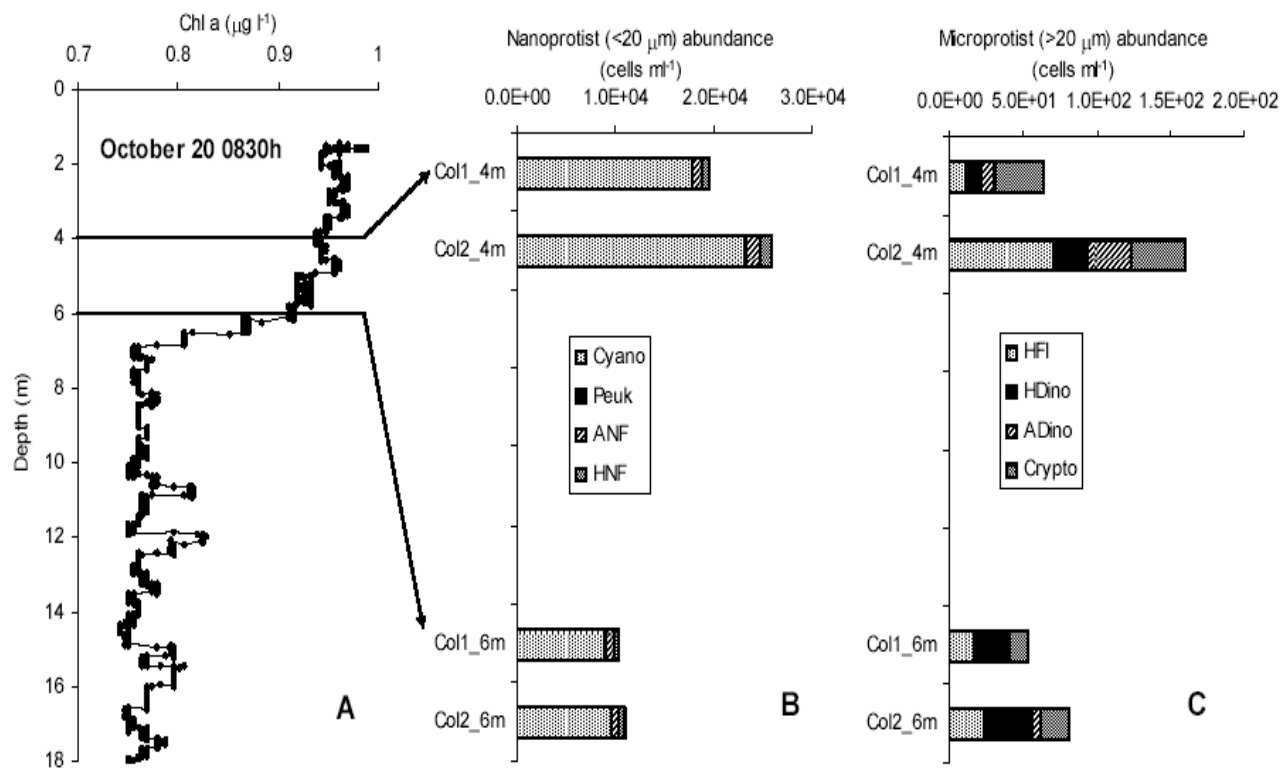 Chl a (μg l-1)
0.7 0.8 0.9 1
0
2
4
6
8
10
12
14
16
18
Depth (m)
October 20 0830h
A
Nanoprotist (<20 μm) abundance
(cells ml-1)
0.0E+00 1.0E+04 2.0E+04 3.0E+04
Col1_4m
Col2_4m
Cyano
Peuk
ANF
HNF
Col1_6m
Col2_6m
B
Microprotist (>20 μm) abundance
(cells ml-1)
0.0E+00 5.0E+01 1.0E+02 1.5E+02 2.0E+02
Col1_4m
Col2_4m
HFl
HDino
ADino
Crypto
Col1_6m
Col2_6m
C